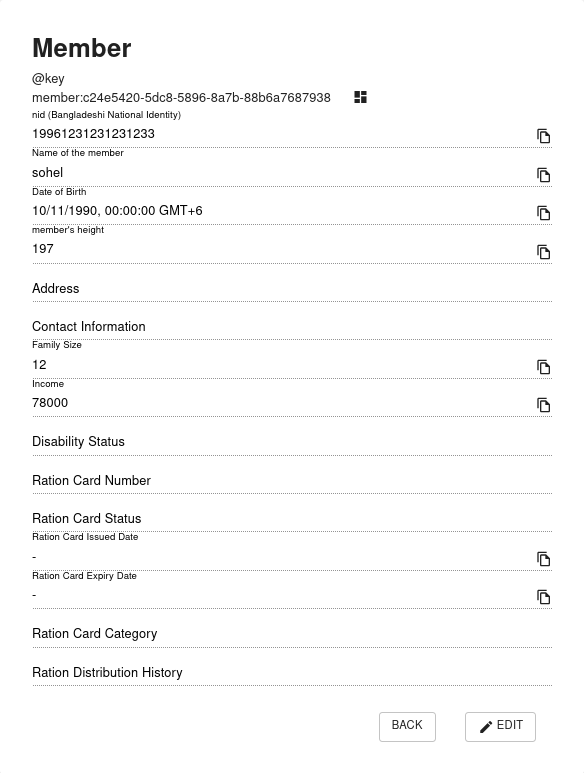 Member
@key
member:c24e5420-5dc8-5896-8a7b-88b6a7687938
nid (Bangladeshi National Identity)
19961231231231233
Name of the member
sohel
Date of Birth
10/11/1990, 00:00:00 GMT+6
member's height
197
Address
Contact Information
Family Size
12
Income
78000
Disability Status
Ration Card Number
Ration Card Status
Ration Card Issued Date
-
Ration Card Expiry Date
-
Ration Card Category
Ration Distribution History
BACK
EDIT